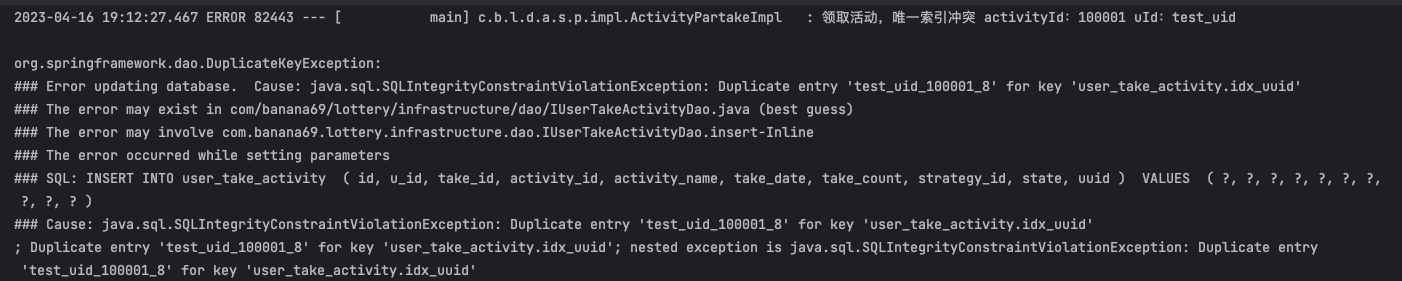 2023-04-16 19:12:27.467 ERROR 82443 --- [           main] c.b.l.d.a.s.p.impl.ActivityPartakeImpl   : 领取活动，唯一索引冲突 activityId：100001 uId：test_uid
org.springframework.dao.DuplicateKeyException:
### Error updating database.  Cause: java.sql.SQLIntegrityConstraintViolationException: Duplicate entry 'test_uid_100001_8' for key 'user_take_activity.idx_uuid'
### The error may exist in com/banana69/lottery/infrastructure/dao/IUserTakeActivityDao.java (best guess)
### The error may involve com.banana69.lottery.infrastructure.dao.IUserTakeActivityDao.insert-Inline
### The error occurred while setting parameters
### SQL: INSERT INTO user_take_activity  ( id, u_id, take_id, activity_id, activity_name, take_date, take_count, strategy_id, state, uuid )  VALUES  ( ?, ?, ?, ?, ?, ?, ?,
?, ?, ? )
### Cause: java.sql.SQLIntegrityConstraintViolationException: Duplicate entry 'test_uid_100001_8' for key 'user_take_activity.idx_uuid'
; Duplicate entry 'test_uid_100001_8' for key 'user_take_activity.idx_uuid'; nested exception is java.sql.SQLIntegrityConstraintViolationException: Duplicate entry
'test_uid_100001_8' for key 'user_take_activity.idx_uuid'